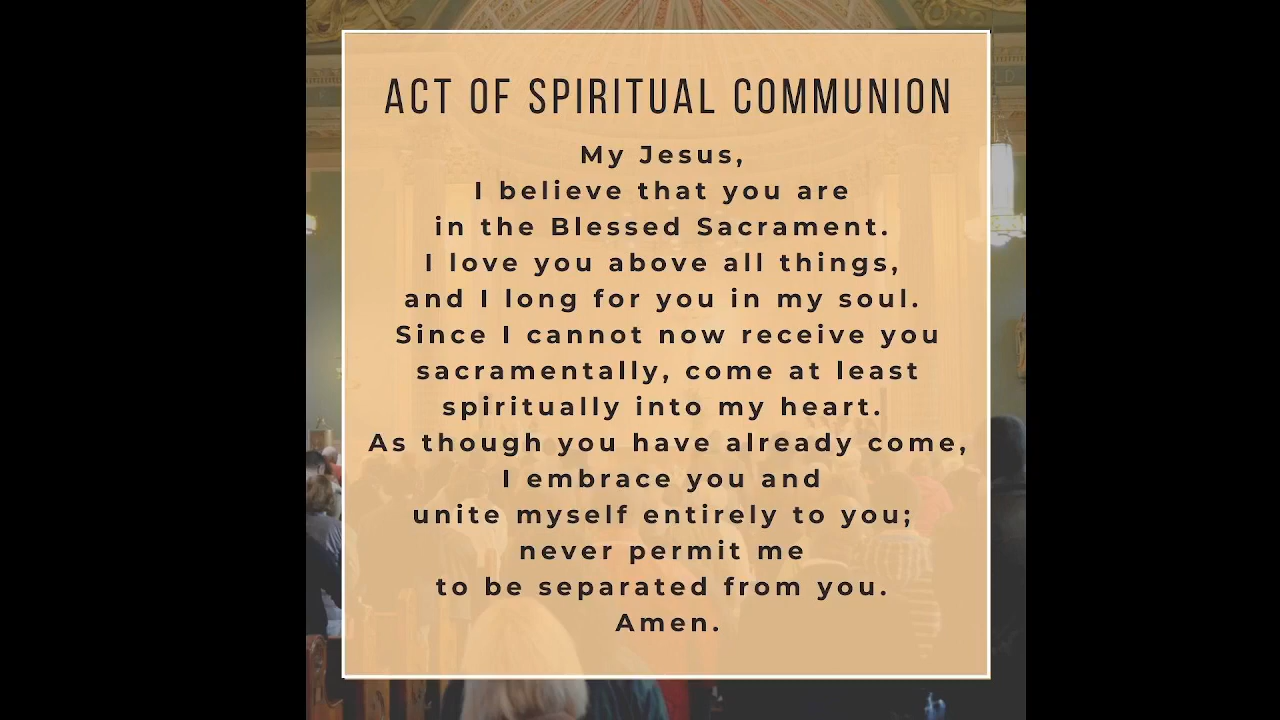 ACT OF SPIRITUAL COMMUNION
My Jesus,
I believe that you are
in the Blessed Sacrament.
I love you above all things,
and I long for you in my soul.
Since I cannot now receive you
sacramentally, come at least
spiritually into my heart.
As though you have already come,
I embrace you and
unite myself entirely to you;
never permit me
to be separated from you.
Amen.